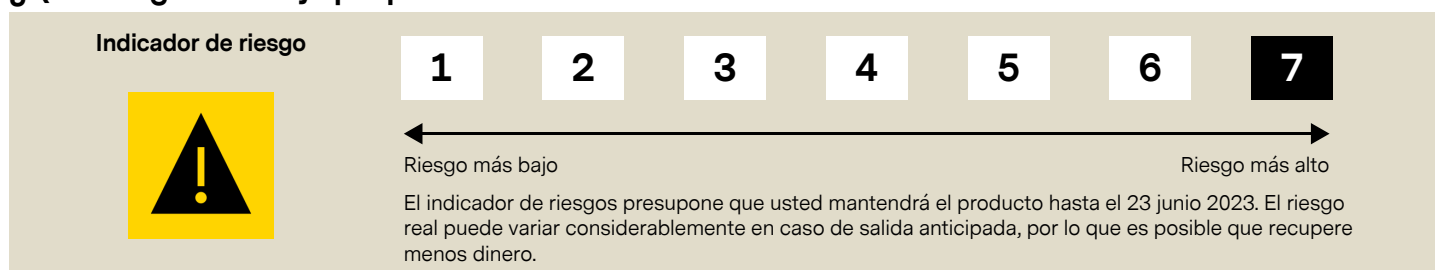 Indicador de riesgo
1 2 3 4 5 6 7
Riesgo más bajo
Riesgo más alto
El indicador de riesgos presupone que usted mantendrá el producto hasta el 23 junio 2023. El riesgo
real puede variar considerablemente en caso de salida anticipada, por lo que es posible que recupere
menos dinero.